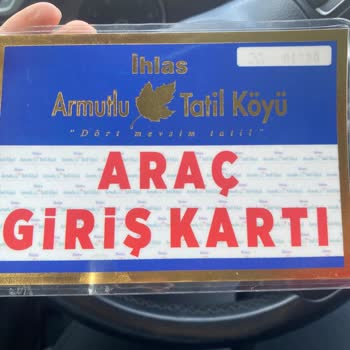 İhlas
Armutlu Tatil Köyü
"Dört mevsim tatil"
ARAÇ
GİRİŞ KARTI